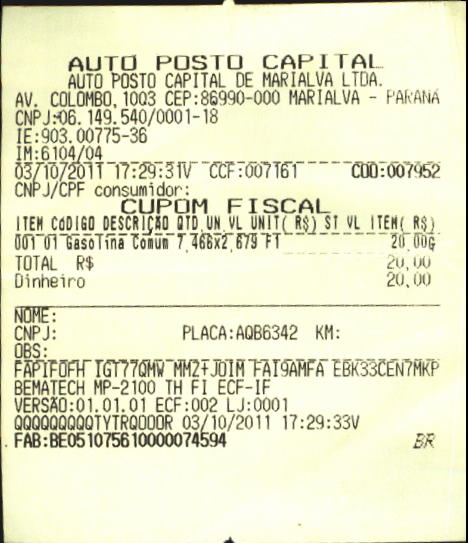 AUTO POSTO CAPITAL
AUTO POSTO CAPITAL DE MARIALVA LTDA.
AV. COLOMBO,1003 CEP:86990-000 MARIALVA - PARANÁ
CNPJ:06.149.540/0001-18
IE:903.00775-36
IM:6104/04
03/10/2011 17:29:31V CCF:007161 COO:007952
CNPJ/CPF consumidor:
CUPOM FISCAL
ITEM CÓDIGO DESCRIÇÃO QTD UN VL UNIT( R$) ST VL ITEM( R$)
001 01 Gasolina Comum 7,466x2,679 F1 20,00G
TOTAL R$ 20,00
Dinheiro 20,00
NOME:
CNPJ: PLACA:AQB6342 KM:
OBS:
FAPIFOFH IGT77QMW MMZ+JOIM FAI9AMFA EBK33CEN7MKP
BEMATECH MP-2100 TH FI ECF-IF
VERSÃO:01.01.01 ECF:002 LJ:0001
QQQQQQQQQTYTRQOOOR 03/10/2011 17:29:33V
FAB:BE051075610000074594 BR